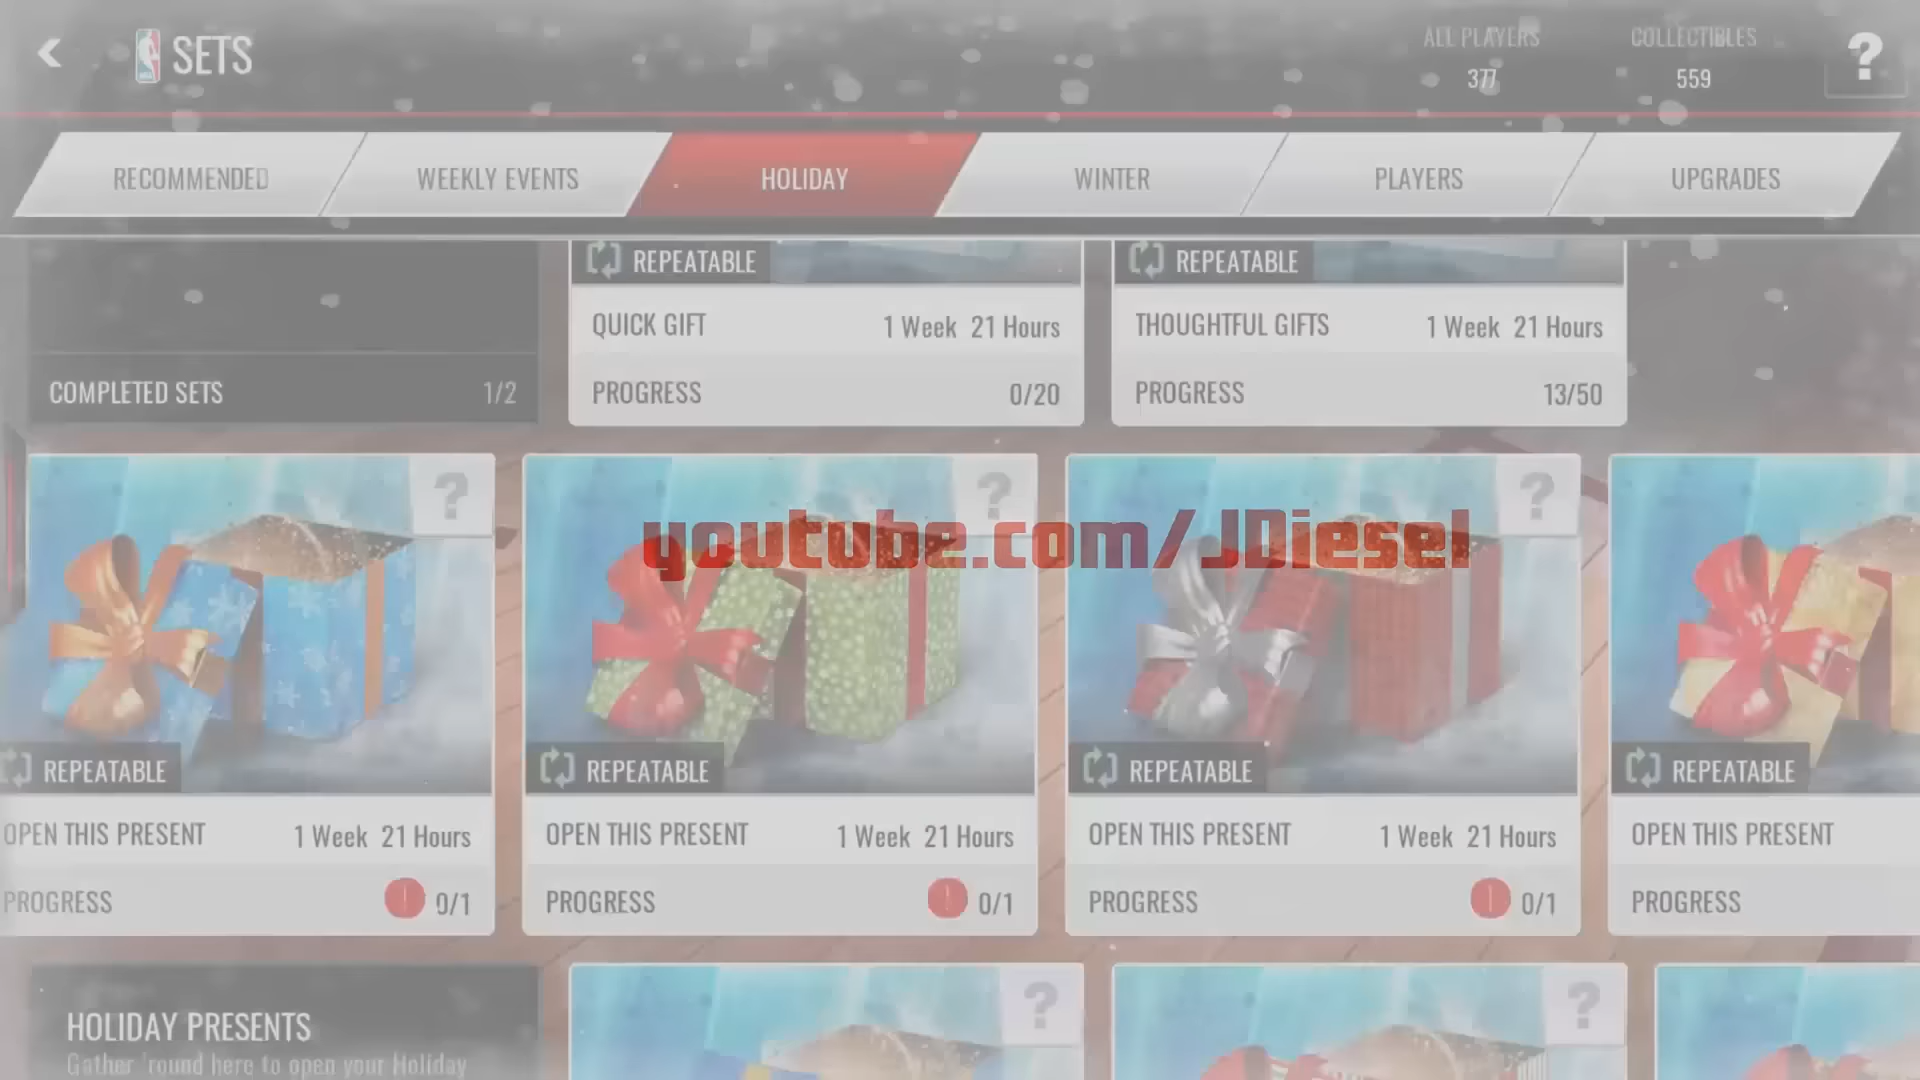 SETS
ALL PLAYERS
377
COLLECTIBLES
559
?
RECOMMENDED
WEEKLY EVENTS
HOLIDAY
WINTER
PLAYERS
UPGRADES
COMPLETED SETS 1/2
REPEATABLE
QUICK GIFT 1 Week 21 Hours
PROGRESS 0/20
REPEATABLE
THOUGHTFUL GIFTS 1 Week 21 Hours
PROGRESS 13/50
youtube.com/JDiesel
?
REPEATABLE
OPEN THIS PRESENT 1 Week 21 Hours
PROGRESS ! 0/1
?
REPEATABLE
OPEN THIS PRESENT 1 Week 21 Hours
PROGRESS ! 0/1
?
REPEATABLE
OPEN THIS PRESENT 1 Week 21 Hours
PROGRESS ! 0/1
REPEATABLE
OPEN THIS PRESENT
PROGRESS
HOLIDAY PRESENTS
Gather 'round here to open your Holiday
?
?